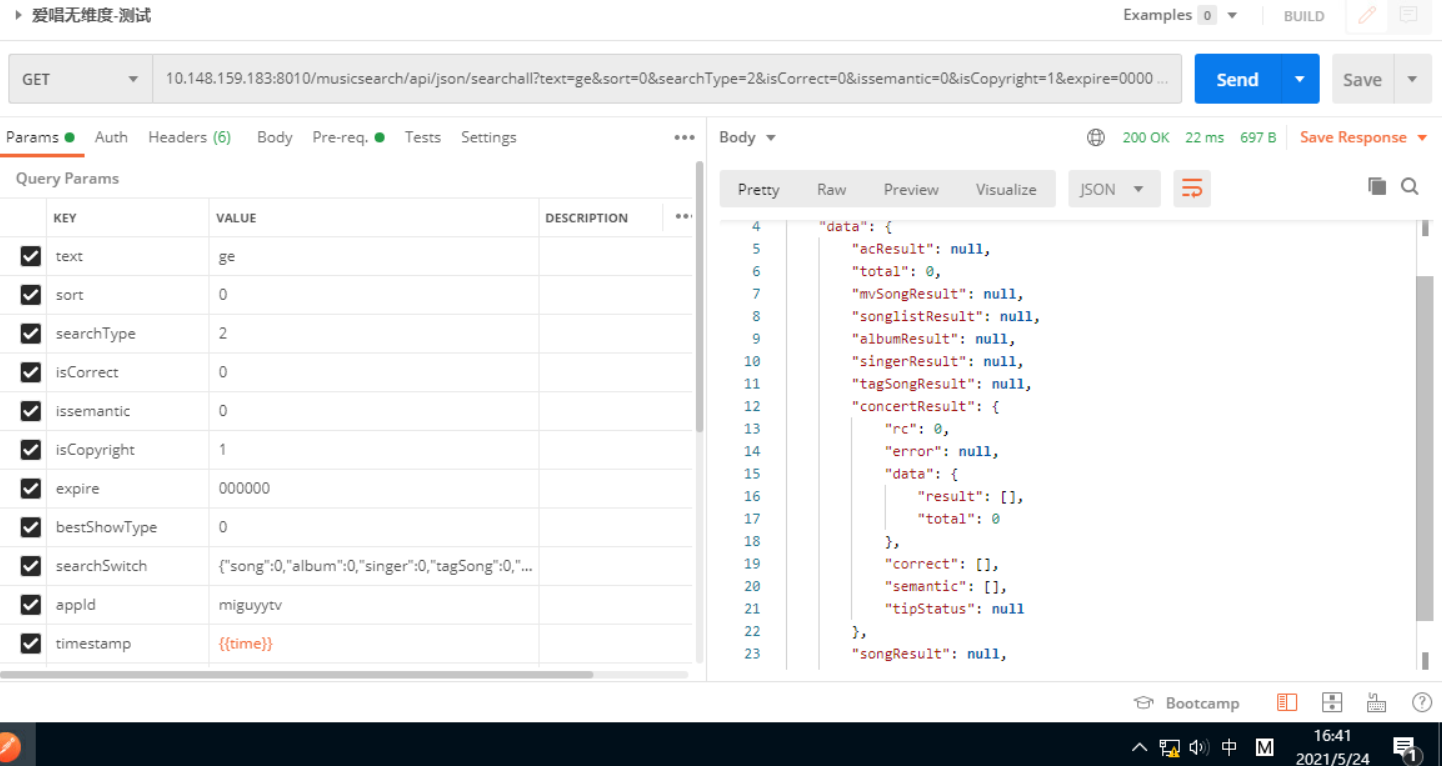 爱唱无维度-测试
Examples 0
BUILD
GET
10.148.159.183:8010/musicsearch/api/json/searchall?text=ge&sort=0&searchType=2&isCorrect=0&issemantic=0&isCopyright=1&expire=0000 ...
Send
Save
Params
Auth
Headers (6)
Body
Pre-req.
Tests
Settings
Body
200 OK
22 ms
697 B
Save Response
Query Params
Pretty
Raw
Preview
Visualize
JSON
KEY
VALUE
DESCRIPTION
text ge
sort 0
searchType 2
isCorrect 0
issemantic 0
isCopyright 1
expire 000000
bestShowType 0
searchSwitch {"song":0,"album":0,"singer":0,"tagSong":0,"...
appId miguyytv
timestamp {{time}}
4 "data": {
5 "acResult": null,
6 "total": 0,
7 "mvSongResult": null,
8 "songlistResult": null,
9 "albumResult": null,
10 "singerResult": null,
11 "tagSongResult": null,
12 "concertResult": {
13 "rc": 0,
14 "error": null,
15 "data": {
16 "result": [],
17 "total": 0
18 },
19 "correct": [],
20 "semantic": [],
21 "tipStatus": null
22 },
23 "songResult": null,
Bootcamp
中
M
16:41
2021/5/24
1